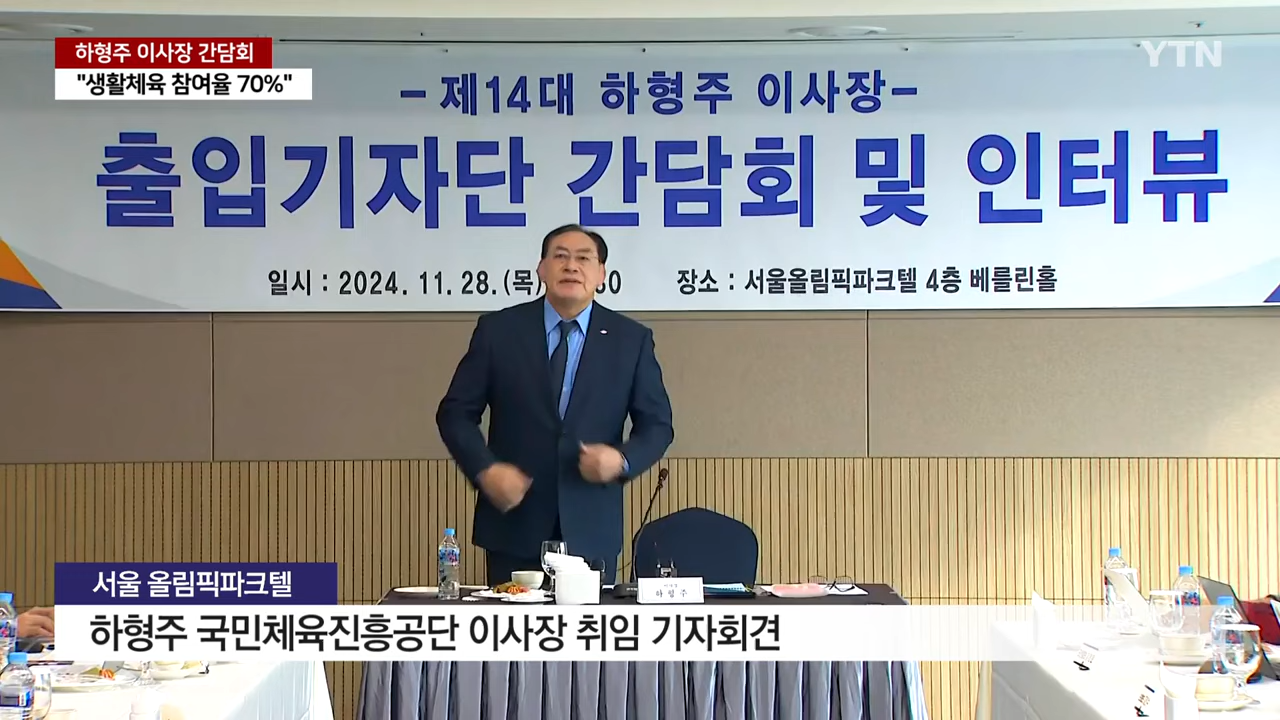 하형주 이사장 간담회
"생활체육 참여율 70%"
YTN
-제14대 하형주 이사장-
출입기자단 간담회 및 인터뷰
일시 : 2024. 11. 28.(목)
장소 : 서울올림픽파크텔 4층 베를린홀
하형주
서울 올림픽파크텔
하형주 국민체육진흥공단 이사장 취임 기자회견